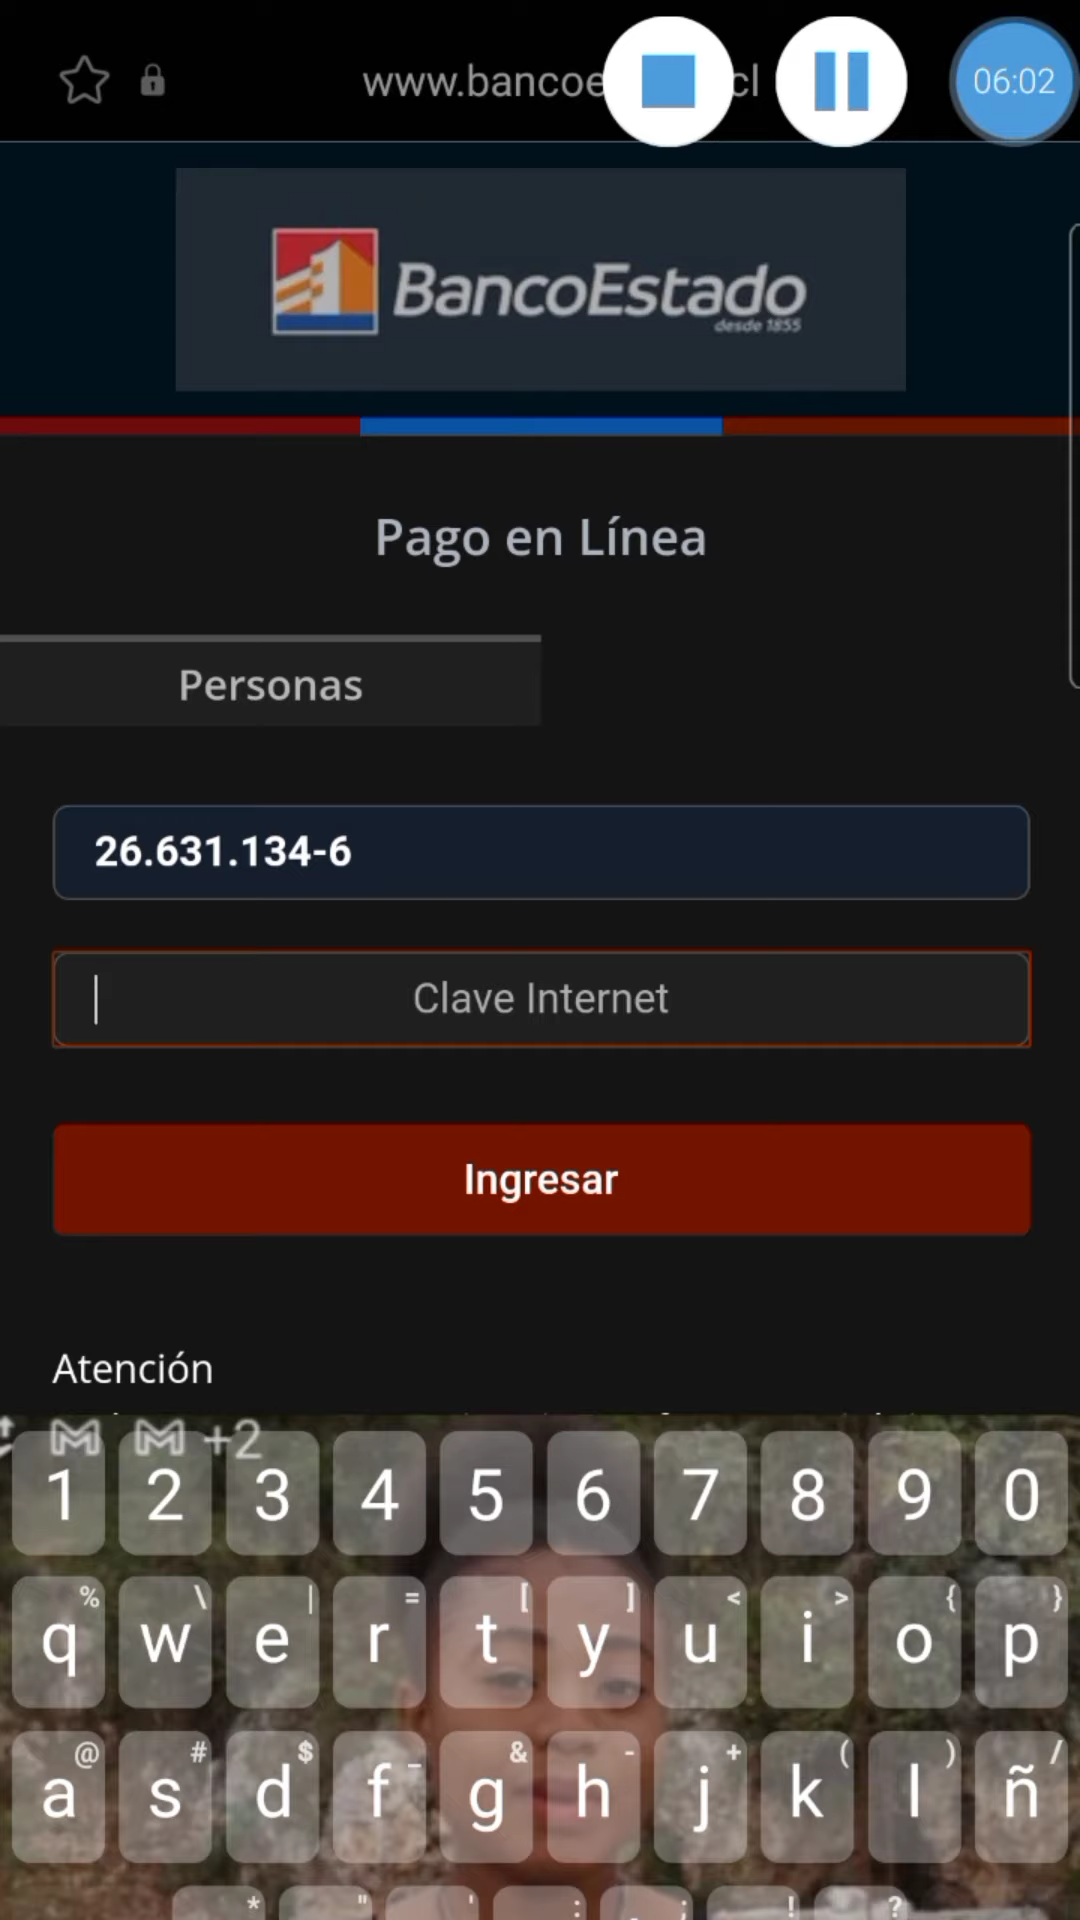 www.bancoe cl
06:02
BancoEstado
desde 1855
Pago en Línea
Personas
26.631.134-6
Clave Internet
Ingresar
Atención
+2
1 2 3 4 5 6 7 8 9 0
% \ | = [ ] < > { }
q w e r t y u i o p
@ # $ _ & - + ( ) /
a s d f g h j k l ñ
* " ' : ; ! ?